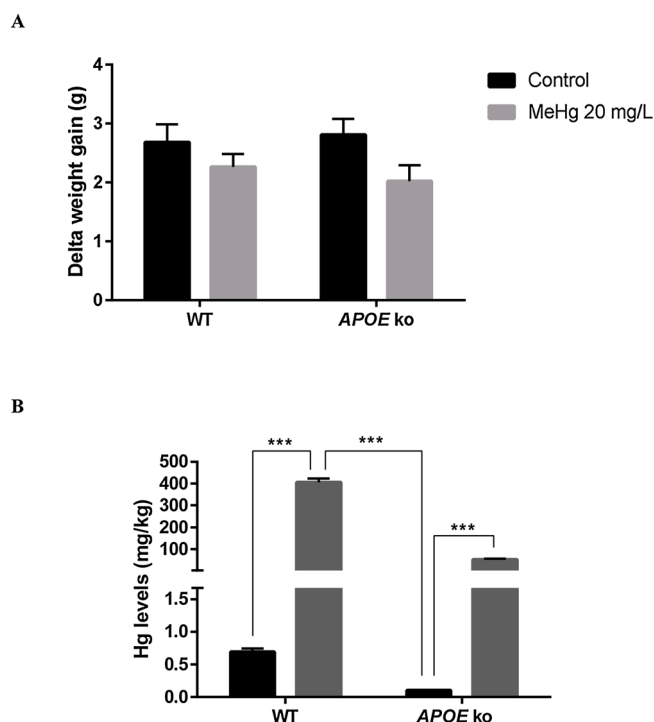 A
Delta weight gain (g)
4
3
2
1
0
WT
APOE ko
Control
MeHg 20 mg/L
B
Hg levels (mg/kg)
500
400
300
200
100
1.5
1.0
0.5
0.0
***
***
***
WT
APOE ko